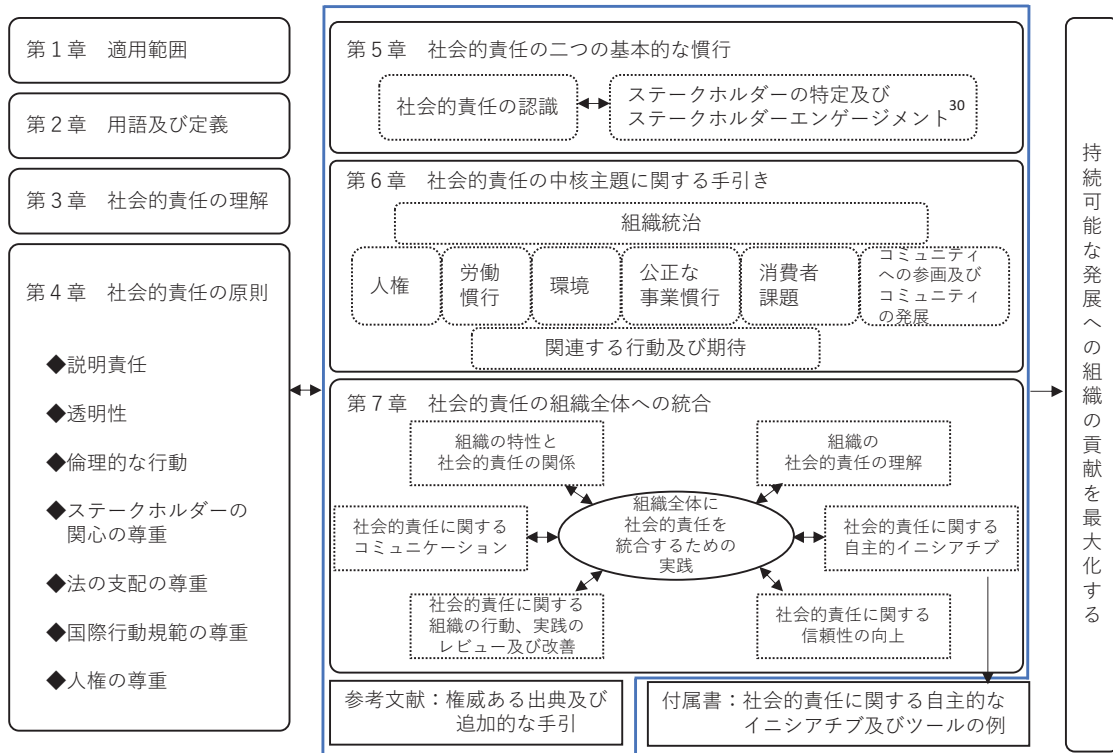 第1章　適用範囲
第2章　用語及び定義
第3章　社会的責任の理解
第4章　社会的責任の原則
◆説明責任
◆透明性
◆倫理的な行動
◆ステークホルダーの
関心の尊重
◆法の支配の尊重
◆国際行動規範の尊重
◆人権の尊重
第5章　社会的責任の二つの基本的な慣行
社会的責任の認識
ステークホルダーの特定及び
ステークホルダーエンゲージメント30
第6章　社会的責任の中核主題に関する手引き
組織統治
人権
労働
慣行
環境
公正な
事業慣行
消費者
課題
コミュニティ
への参画及び
コミュニティ
の発展
関連する行動及び期待
第7章　社会的責任の組織全体への統合
組織の特性と
社会的責任の関係
組織の
社会的責任の理解
社会的責任に関する
コミュニケーション
組織全体に
社会的責任を
統合するための
実践
社会的責任に関する
自主的イニシアチブ
社会的責任に関する
組織の行動、実践の
レビュー及び改善
社会的責任に関する
信頼性の向上
参考文献：権威ある出典及び
追加的な手引
付属書：社会的責任に関する自主的な
イニシアチブ及びツールの例
持続可能な発展への組織の貢献を最大化する